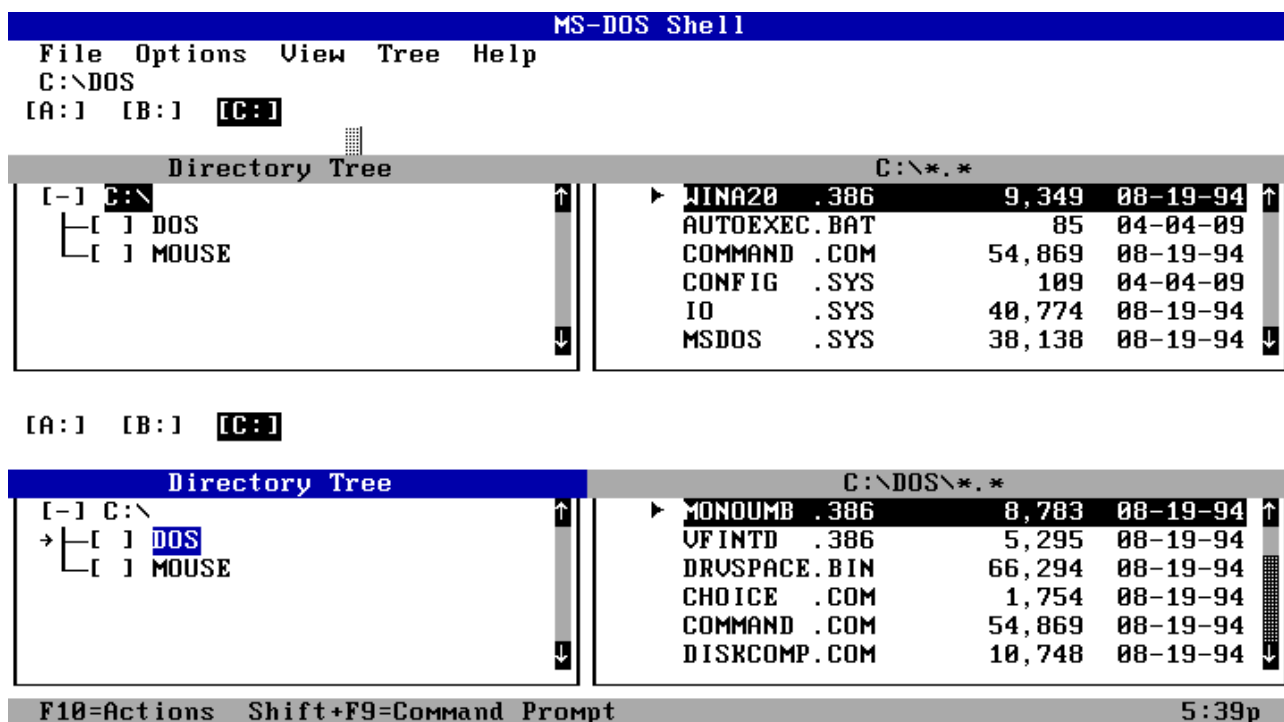 MS-DOS Shell
File Options View Tree Help
C:\DOS
[A:] [B:] [C:]
Directory Tree C:\*.*
[-] C:\ WINA20 .386 9,349 08-19-94
[ ] DOS AUTOEXEC.BAT 85 04-04-09
[ ] MOUSE COMMAND .COM 54,869 08-19-94
CONFIG .SYS 109 04-04-09
IO .SYS 40,774 08-19-94
MSDOS .SYS 38,138 08-19-94
[A:] [B:] [C:]
Directory Tree C:\DOS\*.*
[-] C:\ MONOUMB .386 8,783 08-19-94
[ ] DOS VFINTD .386 5,295 08-19-94
[ ] MOUSE DRVSPACE.BIN 66,294 08-19-94
CHOICE .COM 1,754 08-19-94
COMMAND .COM 54,869 08-19-94
DISKCOMP.COM 10,748 08-19-94
F10=Actions Shift+F9=Command Prompt 5:39p